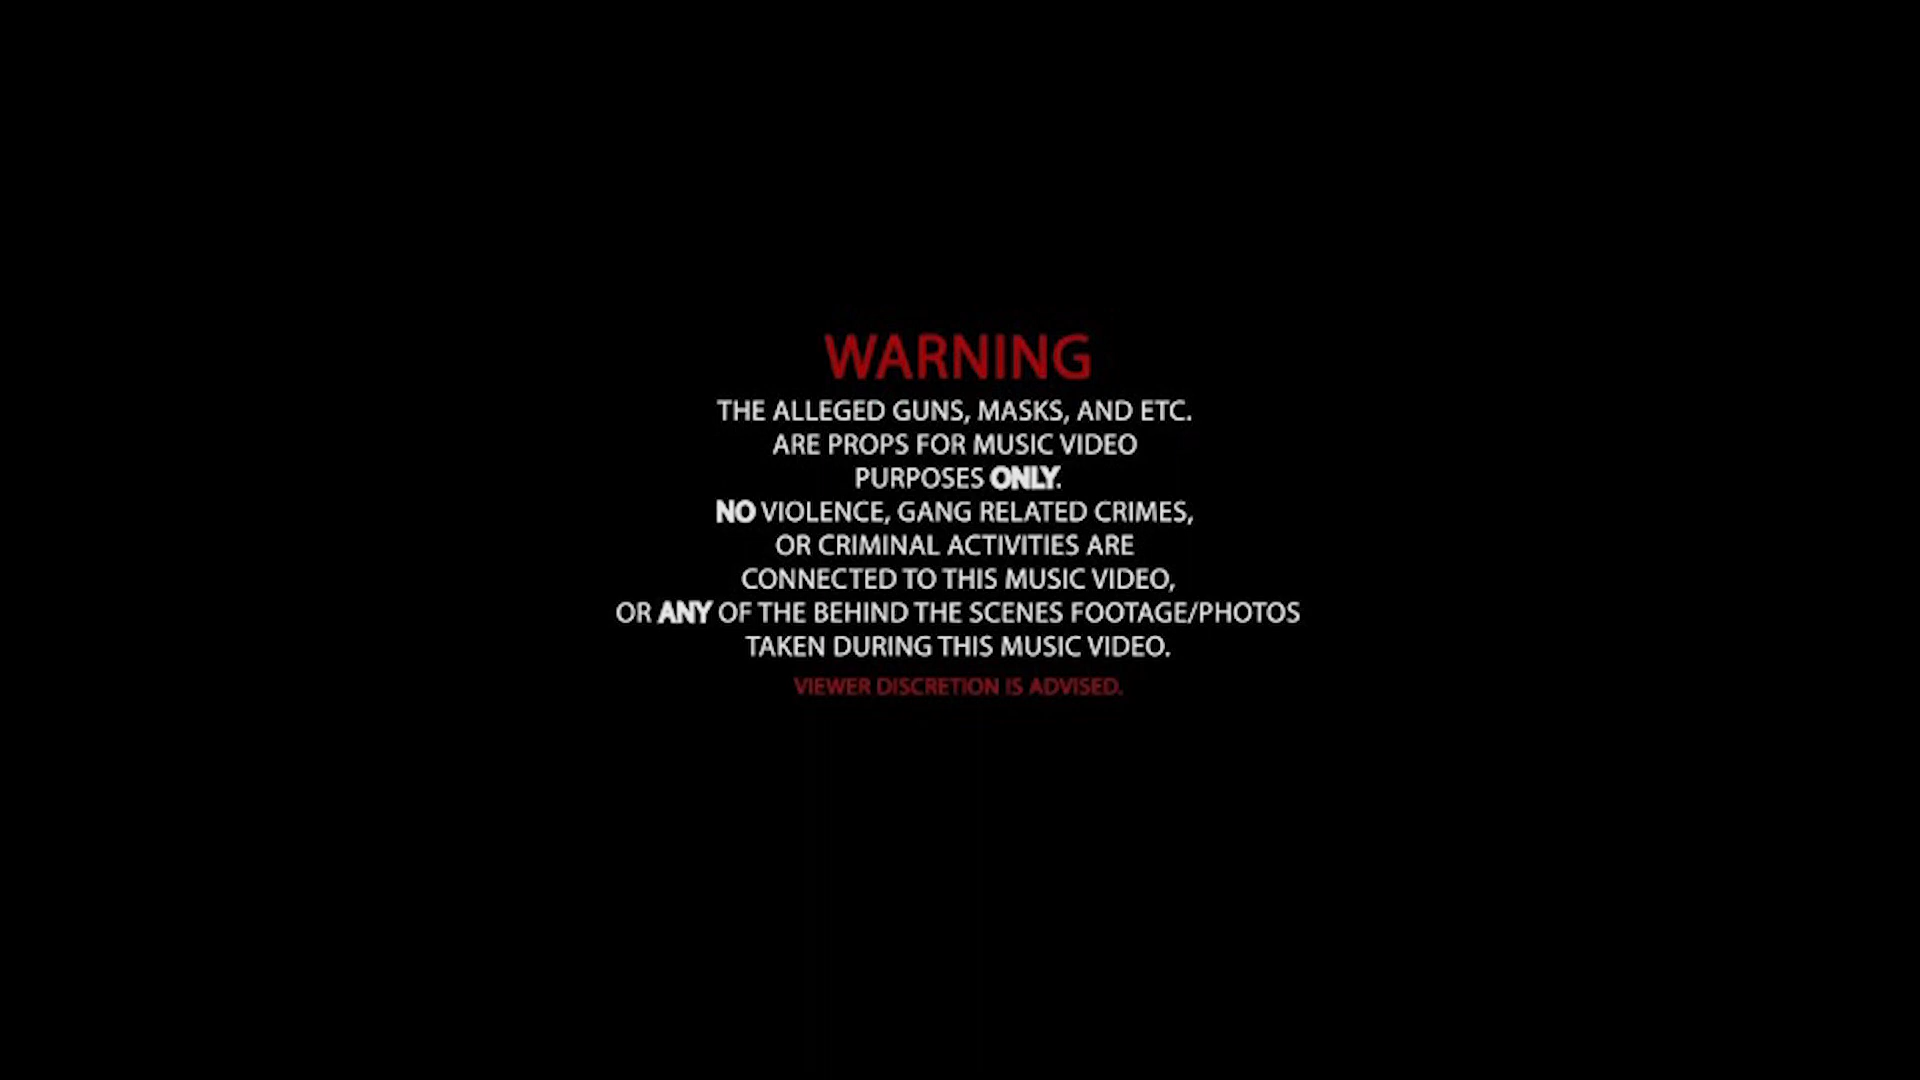 WARNING
THE ALLEGED GUNS, MASKS, AND ETC.
ARE PROPS FOR MUSIC VIDEO
PURPOSES ONLY.
NO VIOLENCE, GANG RELATED CRIMES,
OR CRIMINAL ACTIVITIES ARE
CONNECTED TO THIS MUSIC VIDEO,
OR ANY OF THE BEHIND THE SCENES FOOTAGE/PHOTOS
TAKEN DURING THIS MUSIC VIDEO.
VIEWER DISCRETION IS ADVISED.